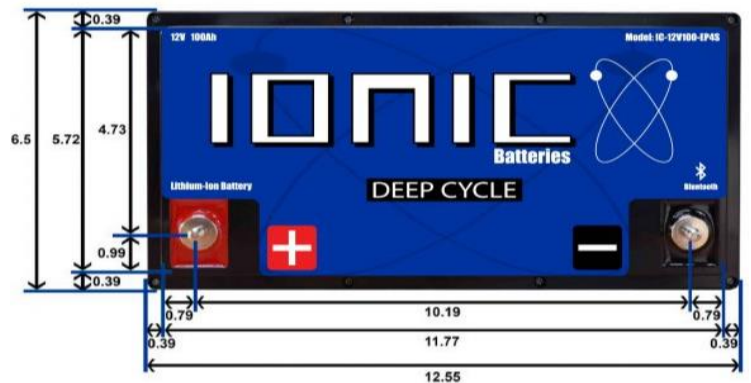 0.39
12V 100Ah
Model: IC-12V100-EP4S
6.5
5.72
4.73
IONIC
Batteries
Lithium-Ion Battery
DEEP CYCLE
Bluetooth
+
−
0.99
0.39
0.79
10.19
0.79
0.39
11.77
0.39
12.55